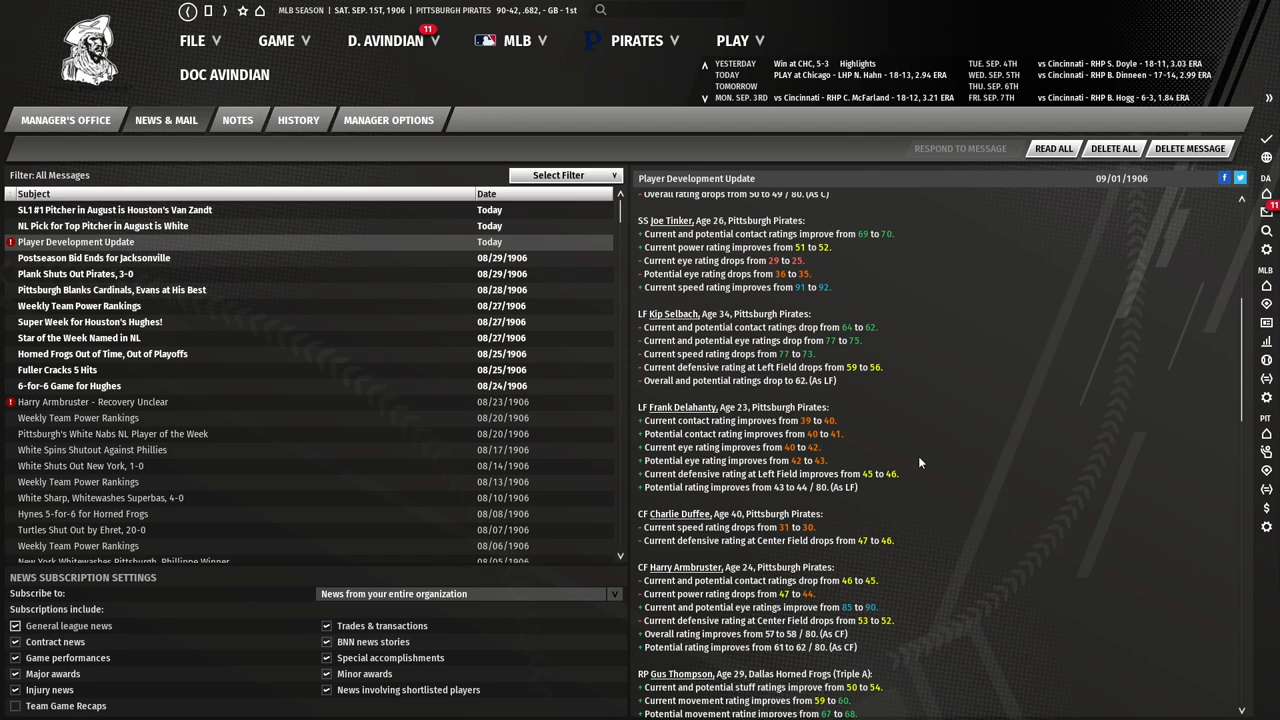 MLB SEASON | SAT. SEP. 1ST, 1906 | PITTSBURGH PIRATES 90-42, .682, - GB - 1st
FILE
GAME
D. AVINDIAN
11
MLB
PIRATES
PLAY
DOC AVINDIAN
YESTERDAY Win at CHC, 5-3 Highlights
TODAY PLAY at Chicago - LHP N. Hahn - 18-13, 2.94 ERA
TOMORROW
MON. SEP. 3RD vs Cincinnati - RHP C. McFarland - 18-12, 3.21 ERA
TUE. SEP. 4TH vs Cincinnati - RHP S. Doyle - 18-11, 3.03 ERA
WED. SEP. 5TH vs Cincinnati - RHP B. Dinneen - 17-14, 2.99 ERA
THU. SEP. 6TH
FRI. SEP. 7TH vs Cincinnati - RHP B. Hogg - 6-3, 1.84 ERA
MANAGER'S OFFICE
NEWS & MAIL
NOTES
HISTORY
MANAGER OPTIONS
RESPOND TO MESSAGE
READ ALL
DELETE ALL
DELETE MESSAGE
Filter: All Messages
Select Filter
Subject Date
SL1 #1 Pitcher in August is Houston's Van Zandt Today
NL Pick for Top Pitcher in August is White Today
Player Development Update Today
Postseason Bid Ends for Jacksonville 08/29/1906
Plank Shuts Out Pirates, 3-0 08/29/1906
Pittsburgh Blanks Cardinals, Evans at His Best 08/28/1906
Weekly Team Power Rankings 08/27/1906
Super Week for Houston's Hughes! 08/27/1906
Star of the Week Named in NL 08/27/1906
Horned Frogs Out of Time, Out of Playoffs 08/25/1906
Fuller Cracks 5 Hits 08/25/1906
6-for-6 Game for Hughes 08/24/1906
Harry Armbruster - Recovery Unclear 08/23/1906
Weekly Team Power Rankings 08/20/1906
Pittsburgh's White Nabs NL Player of the Week 08/20/1906
White Spins Shutout Against Phillies 08/17/1906
White Shuts Out New York, 1-0 08/14/1906
Weekly Team Power Rankings 08/13/1906
White Sharp, Whitewashes Superbas, 4-0 08/10/1906
Hynes 5-for-6 for Horned Frogs 08/08/1906
Turtles Shut Out by Ehret, 20-0 08/07/1906
Weekly Team Power Rankings 08/06/1906
New York Whitewashes Pittsburgh, Phillippe Winner 08/05/1906
NEWS SUBSCRIPTION SETTINGS
Subscribe to: News from your entire organization
Subscriptions include:
General league news
Contract news
Game performances
Major awards
Injury news
Team Game Recaps
Trades & transactions
BNN news stories
Special accomplishments
Minor awards
News involving shortlisted players
Player Development Update 09/01/1906
Overall rating drops from 50 to 49 / 80. (As C)
SS Joe Tinker, Age 26, Pittsburgh Pirates:
+ Current and potential contact ratings improve from 69 to 70.
+ Current power rating improves from 51 to 52.
- Current eye rating drops from 29 to 25.
- Potential eye rating drops from 36 to 35.
+ Current speed rating improves from 91 to 92.
LF Kip Selbach, Age 34, Pittsburgh Pirates:
- Current and potential contact ratings drop from 64 to 62.
- Current and potential eye ratings drop from 77 to 75.
- Current speed rating drops from 77 to 73.
- Current defensive rating at Left Field drops from 59 to 56.
- Overall and potential ratings drop to 62. (As LF)
LF Frank Delahanty, Age 23, Pittsburgh Pirates:
+ Current contact rating improves from 39 to 40.
+ Potential contact rating improves from 40 to 41.
+ Current eye rating improves from 40 to 42.
+ Potential eye rating improves from 42 to 43.
+ Current defensive rating at Left Field improves from 45 to 46.
+ Potential rating improves from 43 to 44 / 80. (As LF)
CF Charlie Duffee, Age 40, Pittsburgh Pirates:
- Current speed rating drops from 31 to 30.
- Current defensive rating at Center Field drops from 47 to 46.
CF Harry Armbruster, Age 24, Pittsburgh Pirates:
- Current and potential contact ratings drop from 46 to 45.
- Current power rating drops from 47 to 44.
+ Current and potential eye ratings improve from 85 to 90.
- Current defensive rating at Center Field drops from 53 to 52.
+ Overall rating improves from 57 to 58 / 80. (As CF)
+ Potential rating improves from 61 to 62 / 80. (As CF)
RP Gus Thompson, Age 29, Dallas Horned Frogs (Triple A):
+ Current and potential stuff ratings improve from 50 to 54.
+ Current movement rating improves from 59 to 60.
+ Potential movement rating improves from 67 to 68.
DA
11
MLB
PIT